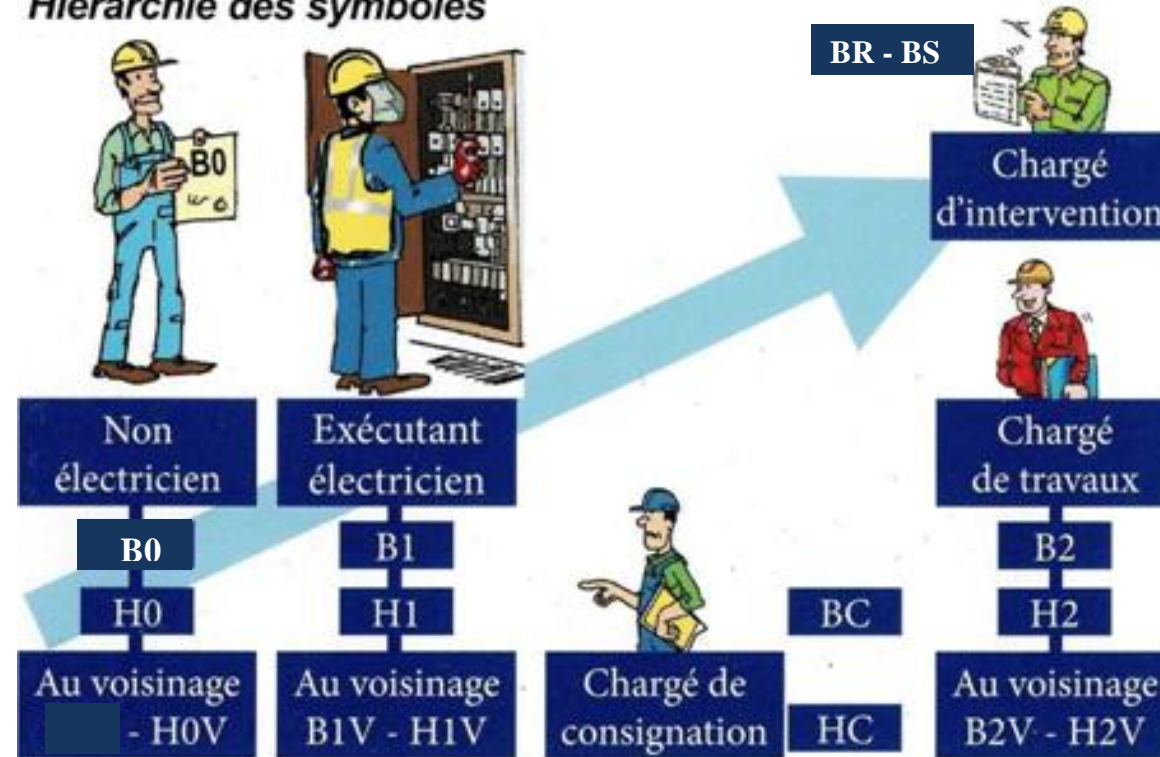 Hiérarchie des symboles
BR - BS
B0
Chargé
d'intervention
Non
électricien
B0
H0
Au voisinage
- H0V
Exécutant
électricien
B1
H1
Au voisinage
B1V - H1V
Chargé de
consignation
BC
HC
Chargé
de travaux
B2
H2
Au voisinage
B2V - H2V